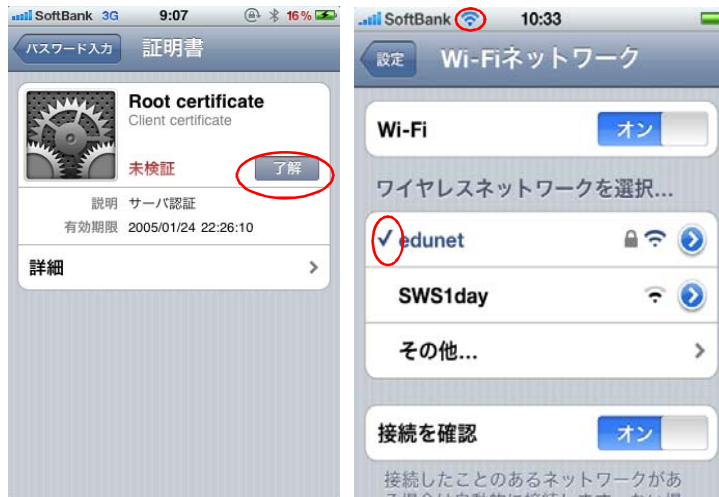 SoftBank 3G 9:07 16%
パスワード入力 証明書
Root certificate
Client certificate
未検証 了解
説明 サーバ認証
有効期限 2005/01/24 22:26:10
詳細
SoftBank 10:33
設定 Wi-Fiネットワーク
Wi-Fi オン
ワイヤレスネットワークを選択...
edunet
SWS1day
その他...
接続を確認 オン
接続したことのあるネットワークがあ